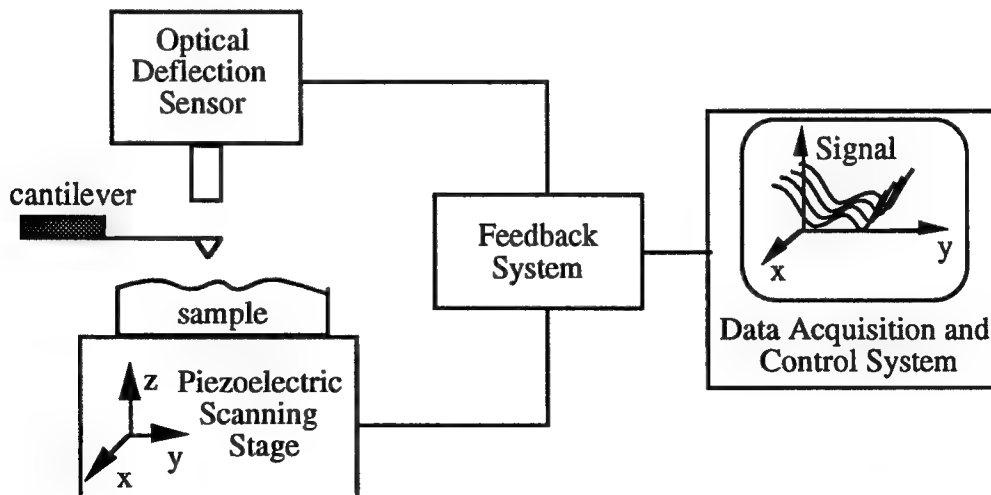 Optical
Deflection
Sensor
cantilever
Feedback
System
Signal
y
x
Data Acquisition and
Control System
sample
z
Piezoelectric
Scanning
Stage
y
x